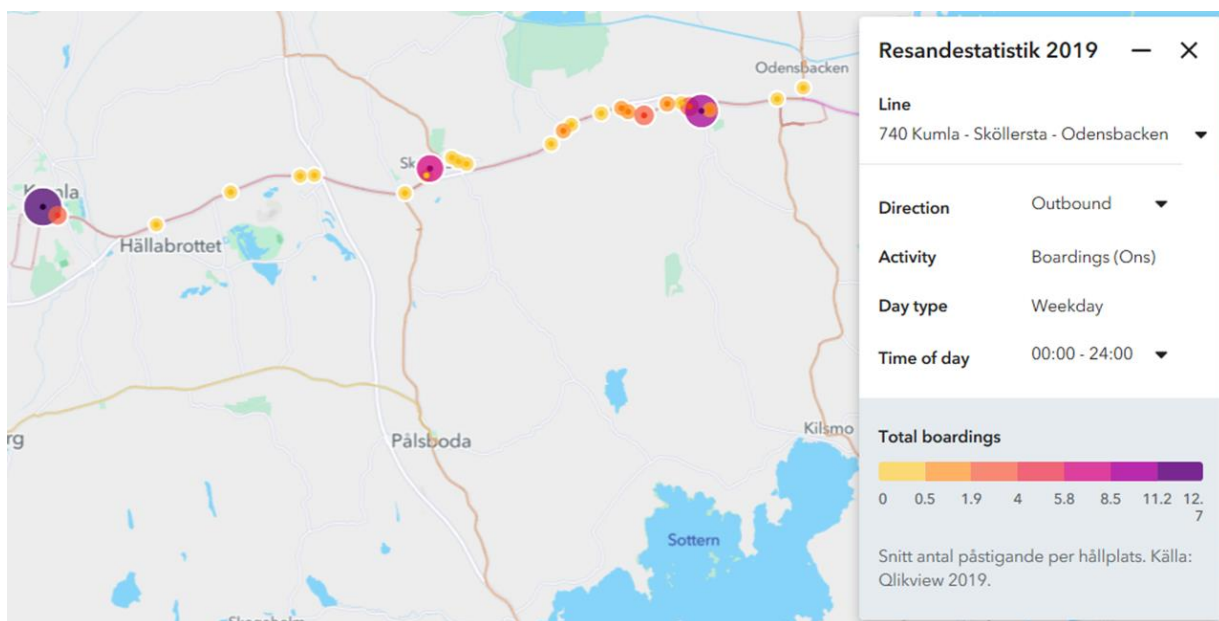 Resandestatistik 2019
Line
740 Kumla - Sköllersta - Odensbacken
Direction Outbound
Activity Boardings (Ons)
Day type Weekday
Time of day 00:00 - 24:00
Total boardings
0 0.5 1.9 4 5.8 8.5 11.2 12.
7
Snitt antal påstigande per hållplats. Källa:
Qlikview 2019.
Odensbacken
Sk
Hällabrottet
Pålsboda
Kilsmo
rg
Sottern